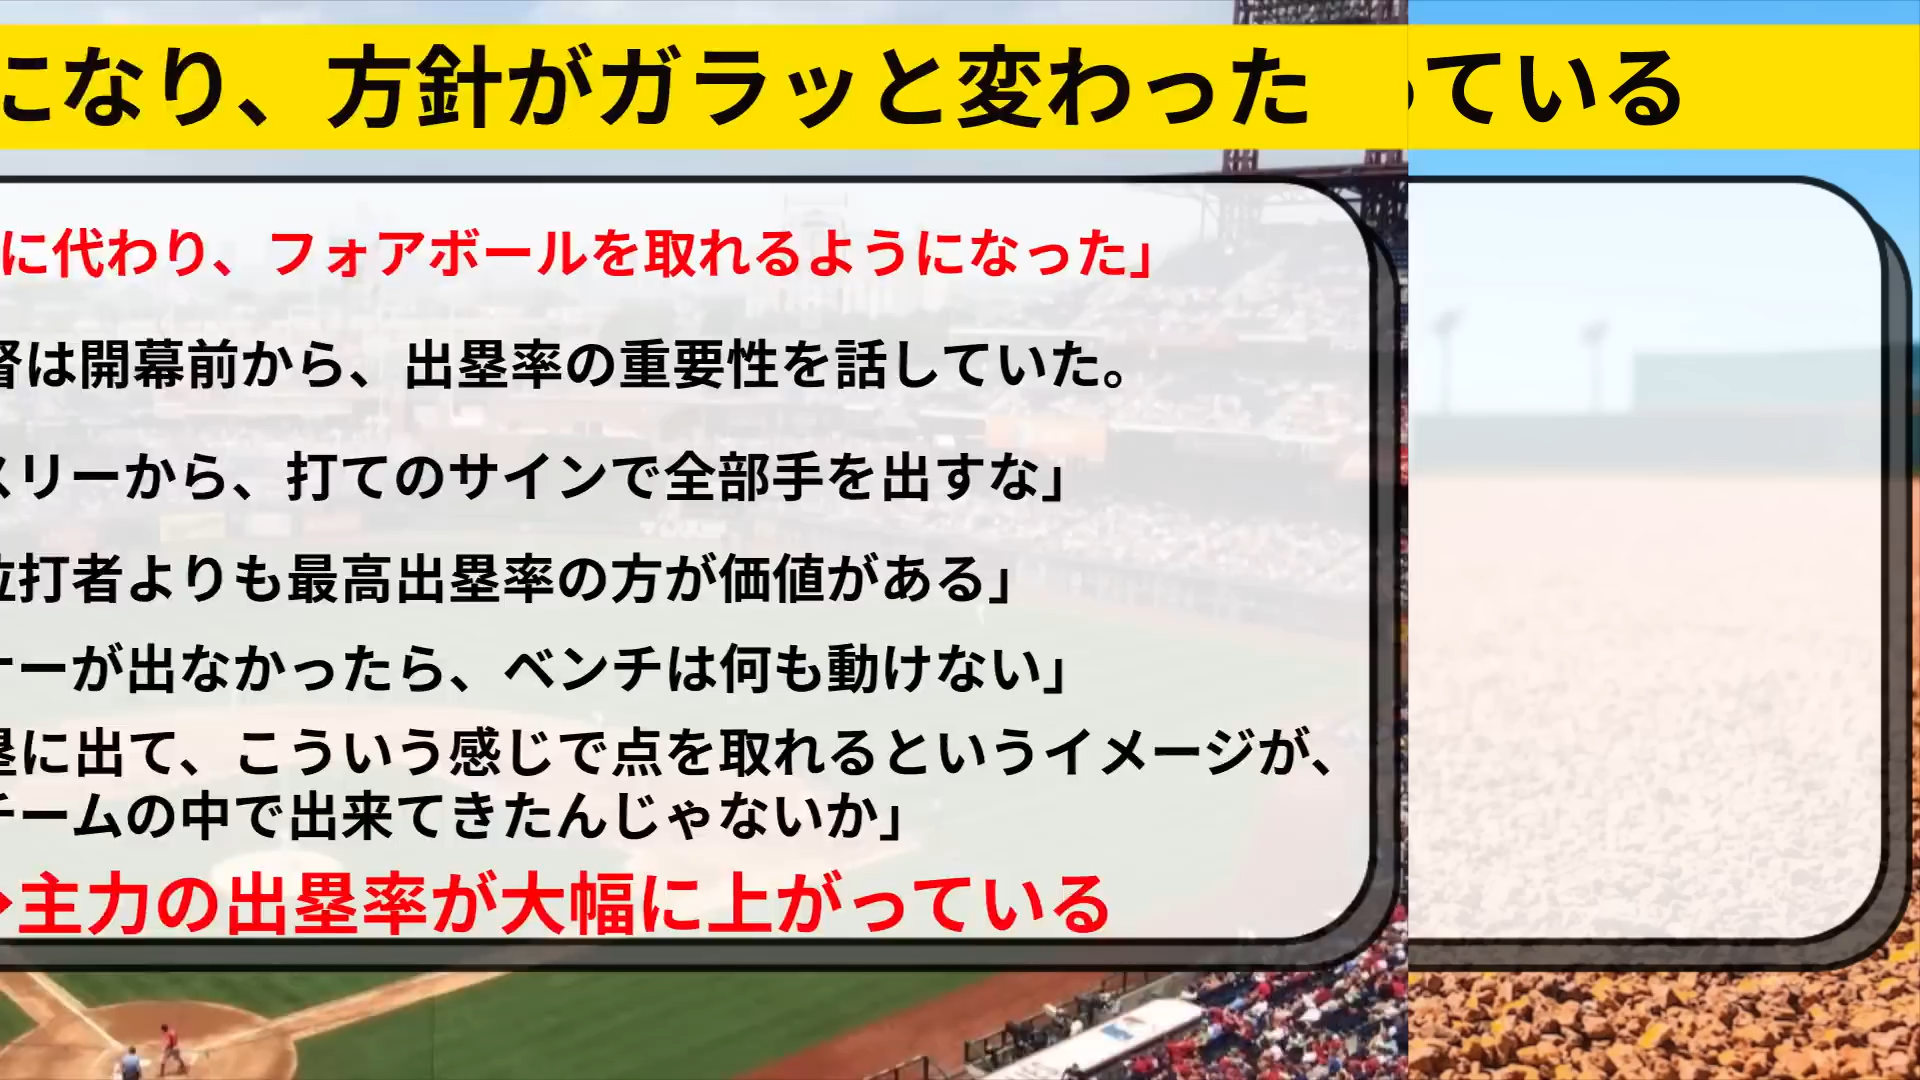 になり、方針がガラッと変わった
ている
に代わり、フォアボールを取れるようになった」
督は開幕前から、出塁率の重要性を話していた。
スリーから、打てのサインで全部手を出すな」
位打者よりも最高出塁率の方が価値がある」
ーが出なかったら、ベンチは何も動けない」
塁に出て、こういう感じで点を取れるというイメージが、
チームの中で出来てきたんじゃないか」
主力の出塁率が大幅に上がっている